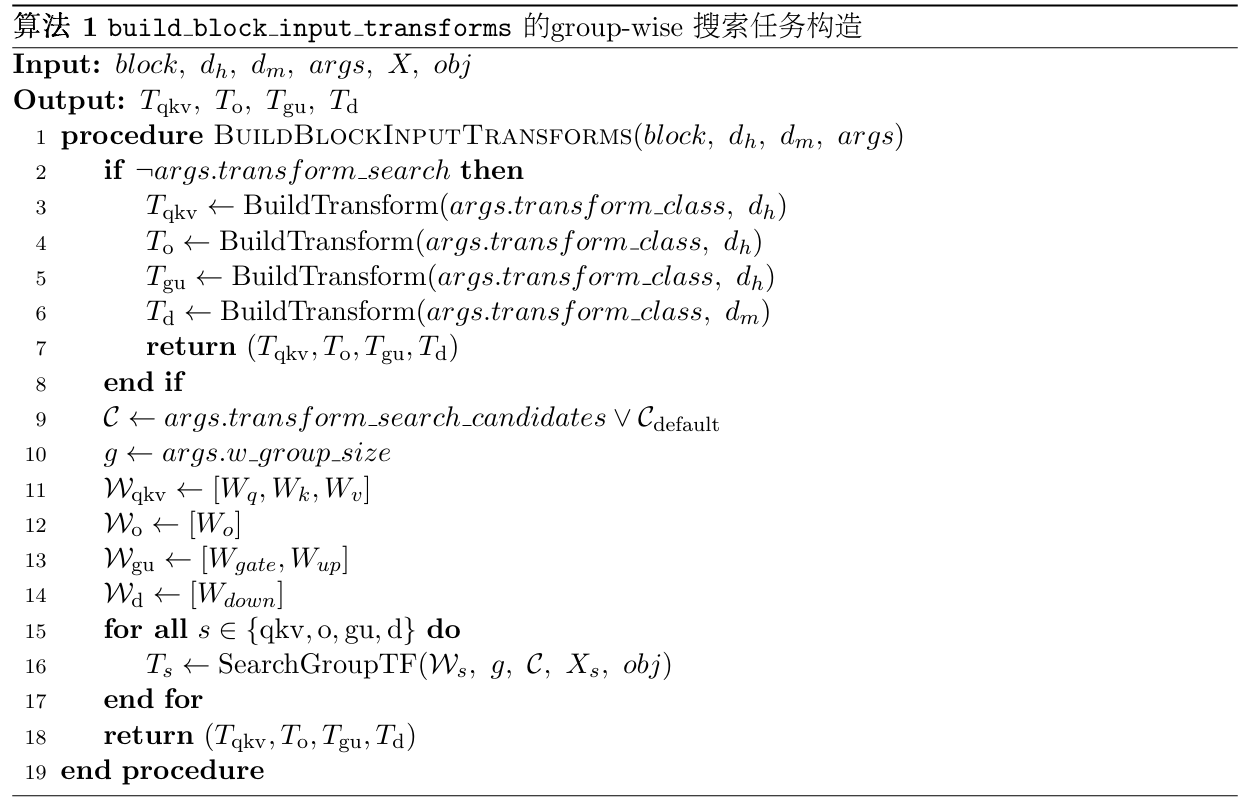 算法 1 build_block_input_transforms 的group-wise 搜索任务构造
Input: block, d_h, d_m, args, X, obj
Output: T_qkv, T_o, T_gu, T_d
1 procedure BuildBlockInputTransforms(block, d_h, d_m, args)
2 if ¬args.transform_search then
3 T_qkv ← BuildTransform(args.transform_class, d_h)
4 T_o ← BuildTransform(args.transform_class, d_h)
5 T_gu ← BuildTransform(args.transform_class, d_h)
6 T_d ← BuildTransform(args.transform_class, d_m)
7 return (T_qkv, T_o, T_gu, T_d)
8 end if
9 𝒞 ← args.transform_search_candidates ∨ 𝒞_default
10 g ← args.w_group_size
11 𝒲_qkv ← [W_q, W_k, W_v]
12 𝒲_o ← [W_o]
13 𝒲_gu ← [W_gate, W_up]
14 𝒲_d ← [W_down]
15 for all s ∈ {qkv, o, gu, d} do
16 T_s ← SearchGroupTF(𝒲_s, g, 𝒞, X_s, obj)
17 end for
18 return (T_qkv, T_o, T_gu, T_d)
19 end procedure